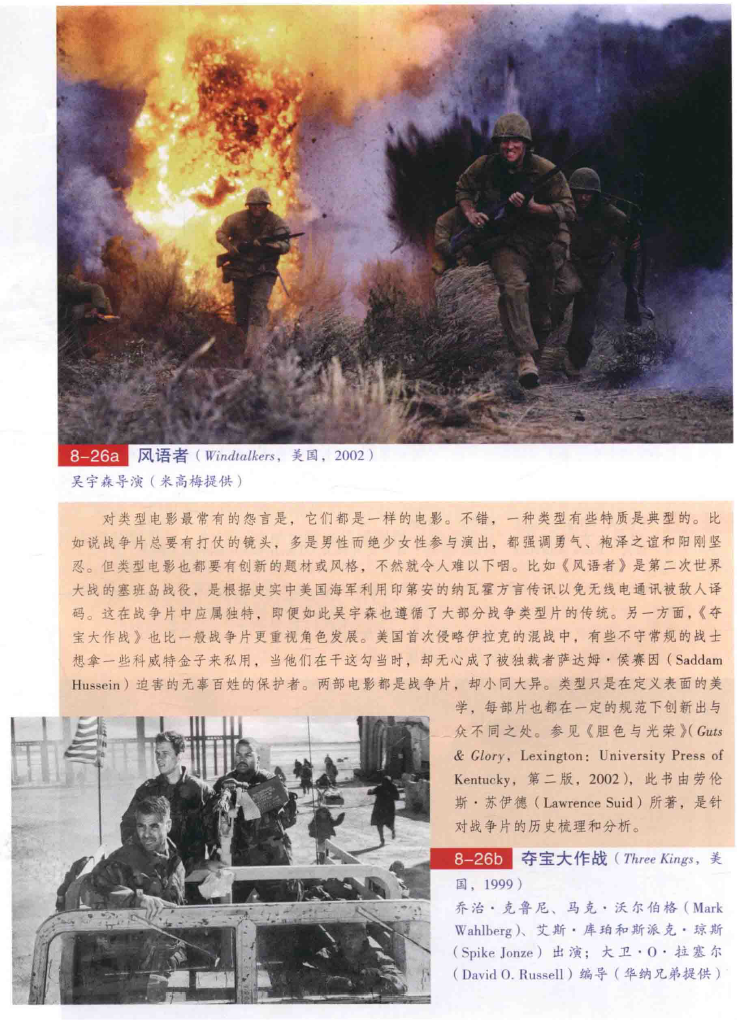 8-26a 风语者（Windtalkers，美国，2002）
吴宇森导演（米高梅提供）
对类型电影最常有的怨言是，它们都是一样的电影。不错，一种类型有些特质是典型的。比
如说战争片总要有打仗的镜头，多是男性而绝少女性参与演出，都强调勇气、袍泽之谊和阳刚坚
忍。但类型电影也都要有创新的题材或风格，不然就令人难以下咽。比如《风语者》是第二次世界
大战的塞班岛战役，是根据史实中美国海军利用印第安的纳瓦霍方言传讯以免无线电通讯被敌人译
码。这在战争片中应属独特，即便如此吴宇森也遵循了大部分战争类型片的传统。另一方面，《夺
宝大作战》也比一般战争片更重视角色发展。美国首次侵略伊拉克的混战中，有些不守常规的战士
想拿一些科威特金子来私用，当他们在干这勾当时，却无心成了被独裁者萨达姆·侯赛因（Saddam
Hussein）迫害的无辜百姓的保护者。两部电影都是战争片，却小同大异。类型只是在定义表面的美
学，每部片也都在一定的规范下创新出与
众不同之处。参见《胆色与光荣》（Guts
& Glory，Lexington：University Press of
Kentucky，第二版，2002），此书由劳伦
斯·苏伊德（Lawrence Suid）所著，是针
对战争片的历史梳理和分析。
8-26b 夺宝大作战（Three Kings，美
国，1999）
乔治·克鲁尼、马克·沃尔伯格（Mark
Wahlberg）、艾斯·库珀和斯派克·琼斯
（Spike Jonze）出演；大卫·O·拉塞尔
（David O. Russell）编导（华纳兄弟提供）